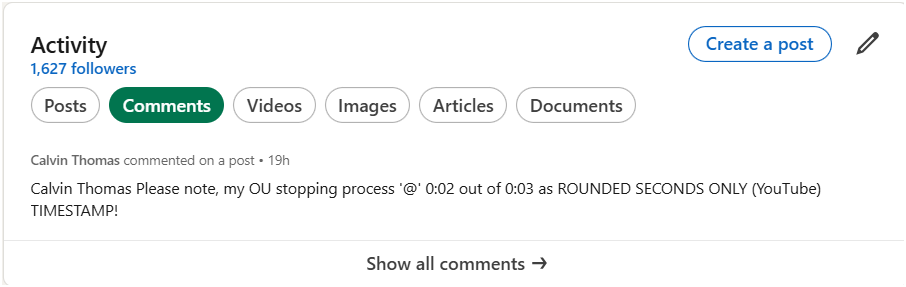 Activity
Create a post
1,627 followers
Posts
Comments
Videos
Images
Articles
Documents
Calvin Thomas commented on a post • 19h
Calvin Thomas Please note, my OU stopping process '@' 0:02 out of 0:03 as ROUNDED SECONDS ONLY (YouTube)
TIMESTAMP!
Show all comments →